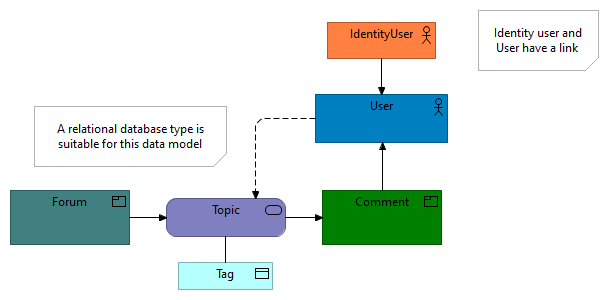 IdentityUser
Identity user and
User have a link
User
A relational database type is
suitable for this data model
Forum
Topic
Comment
Tag